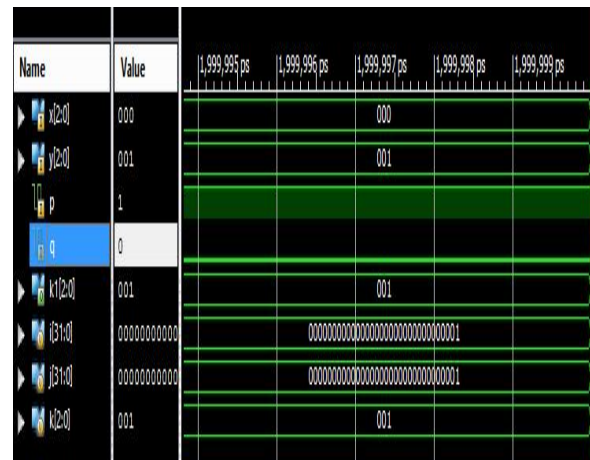 Name Value 1,999,995 ps 1,999,996 ps 1,999,997 ps 1,999,998 ps 1,999,999 ps
x[2:0] 000 000
y[2:0] 001 001
p 1
q 0
k1[2:0] 001 001
i[31:0] 00000000000 00000000000000000000000000000001
j[31:0] 00000000000 00000000000000000000000000000001
k[2:0] 001 001